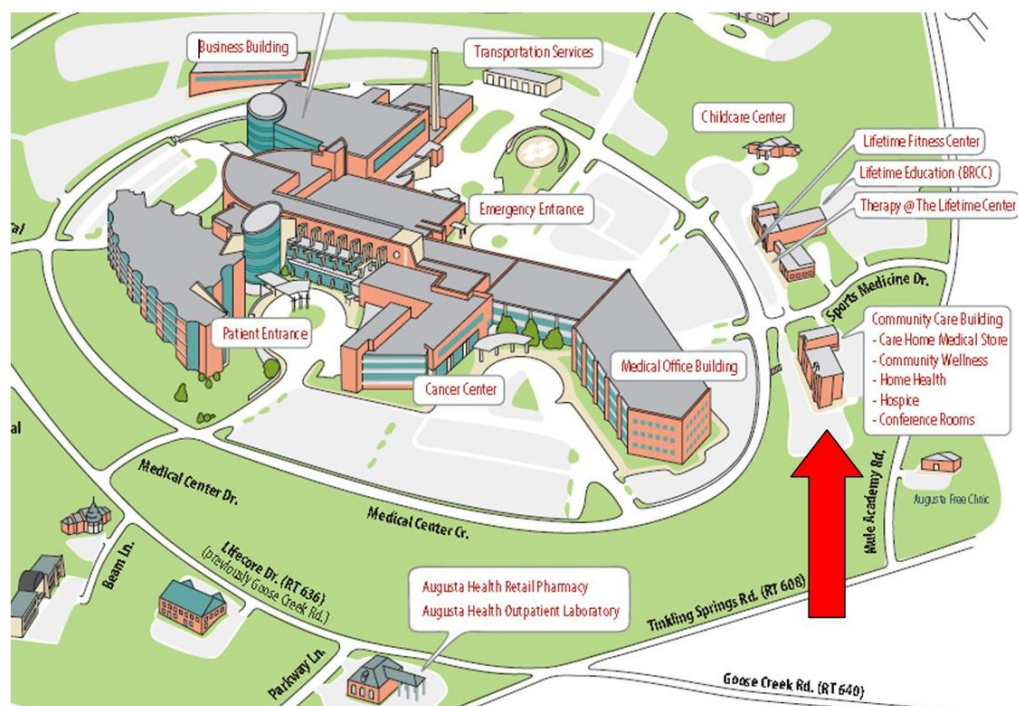 Business Building
Transportation Services
Childcare Center
Lifetime Fitness Center
Lifetime Education (BRCC)
Therapy @ The Lifetime Center
Emergency Entrance
Sports Medicine Dr.
Community Care Building
- Care Home Medical Store
- Community Wellness
- Home Health
- Hospice
- Conference Rooms
Patient Entrance
Medical Office Building
Cancer Center
al
al
Medical Center Dr.
Medical Center Cr.
Mule Academy Rd.
Augusta Free Clinic
Beam Ln.
Lifecore Dr. (RT 636)
(previously Goose Creek Rd.)
Augusta Health Retail Pharmacy
Augusta Health Outpatient Laboratory
Tinkling Springs Rd. (RT 608)
Parkway Ln.
Goose Creek Rd. (RT 640)